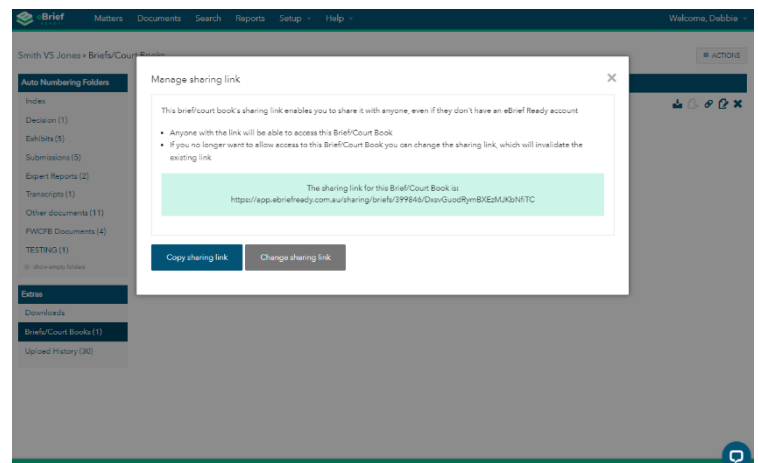 eBrief Matters Documents Search Reports Setup Help Welcome, Debbie
Smith VS Jones › Briefs/Court Books
ACTIONS
Auto Numbering Folders
Index
Decision (1)
Exhibits (5)
Submissions (5)
Expert Reports (2)
Transcripts (1)
Other documents (11)
FWCFB Documents (4)
TESTING (1)
show empty folders
Extras
Downloads
Briefs/Court Books (1)
Upload History (30)
Manage sharing link
This brief/court book's sharing link enables you to share it with anyone, even if they don't have an eBrief Ready account
• Anyone with the link will be able to access this Brief/Court Book
• If you no longer want to allow access to this Brief/Court Book you can change the sharing link, which will invalidate the
existing link
The sharing link for this Brief/Court Book is:
https://app.ebriefready.com.au/sharing/briefs/399846/DxsvGuodRymBXEzMJKbNfiTC
Copy sharing link
Change sharing link